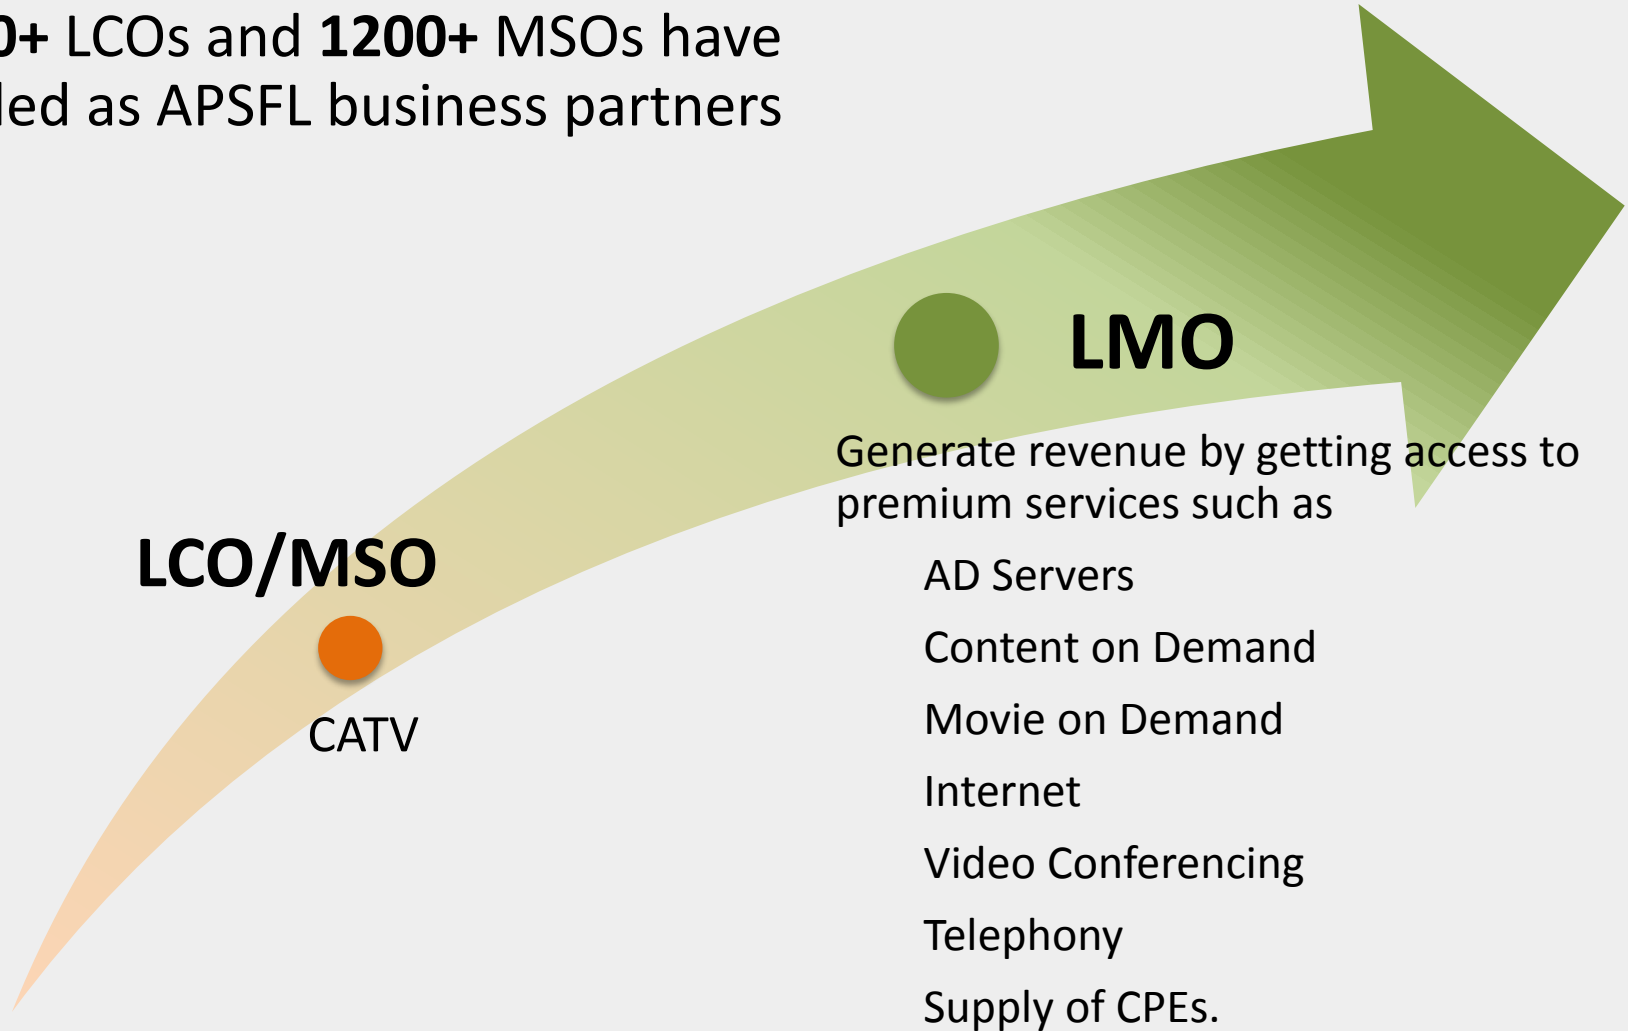 0+ LCOs and 1200+ MSOs have
led as APSFL business partners
LMO
Generate revenue by getting access to
premium services such as
LCO/MSO
AD Servers
Content on Demand
CATV
Movie on Demand
Internet
Video Conferencing
Telephony
Supply of CPEs.